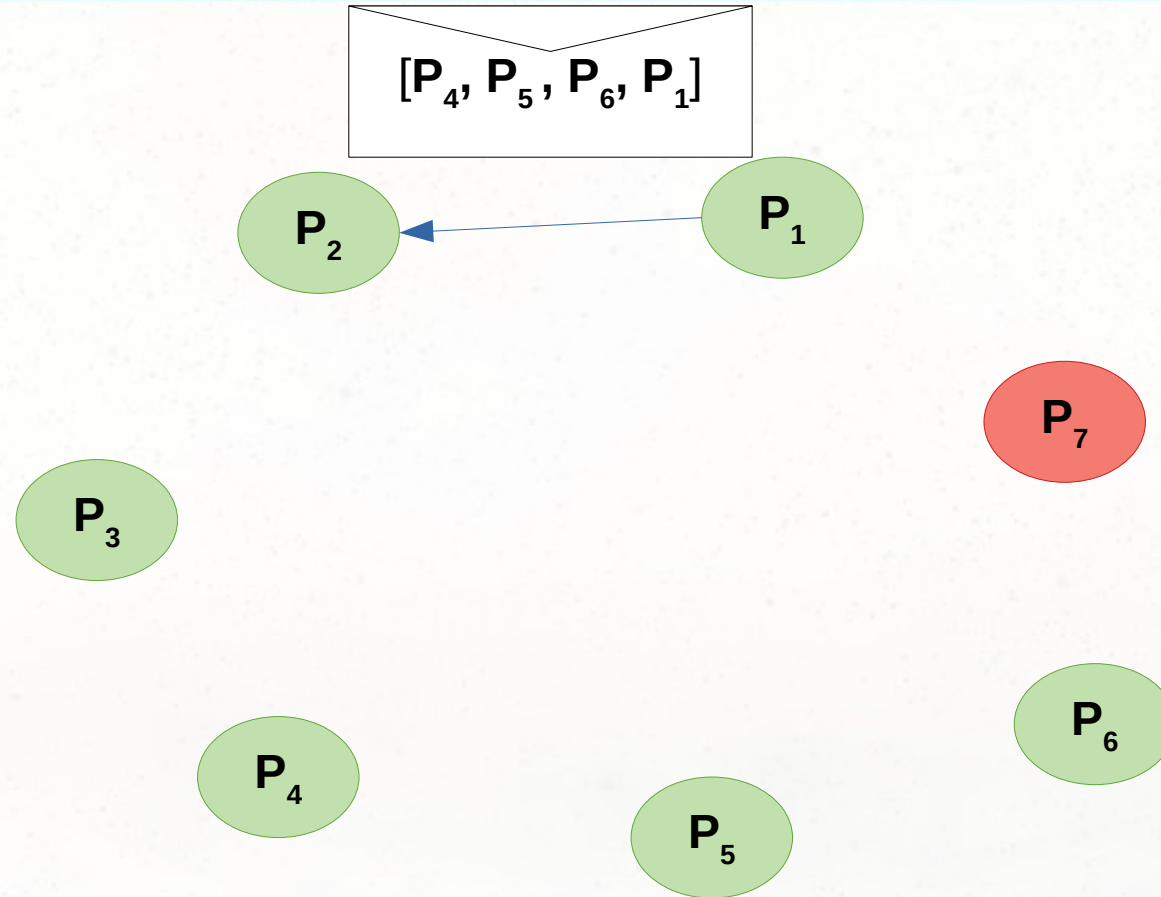 [P₄, P₅ , P₆, P₁]
P₂
P₁
P₇
P₃
P₆
P₄
P₅